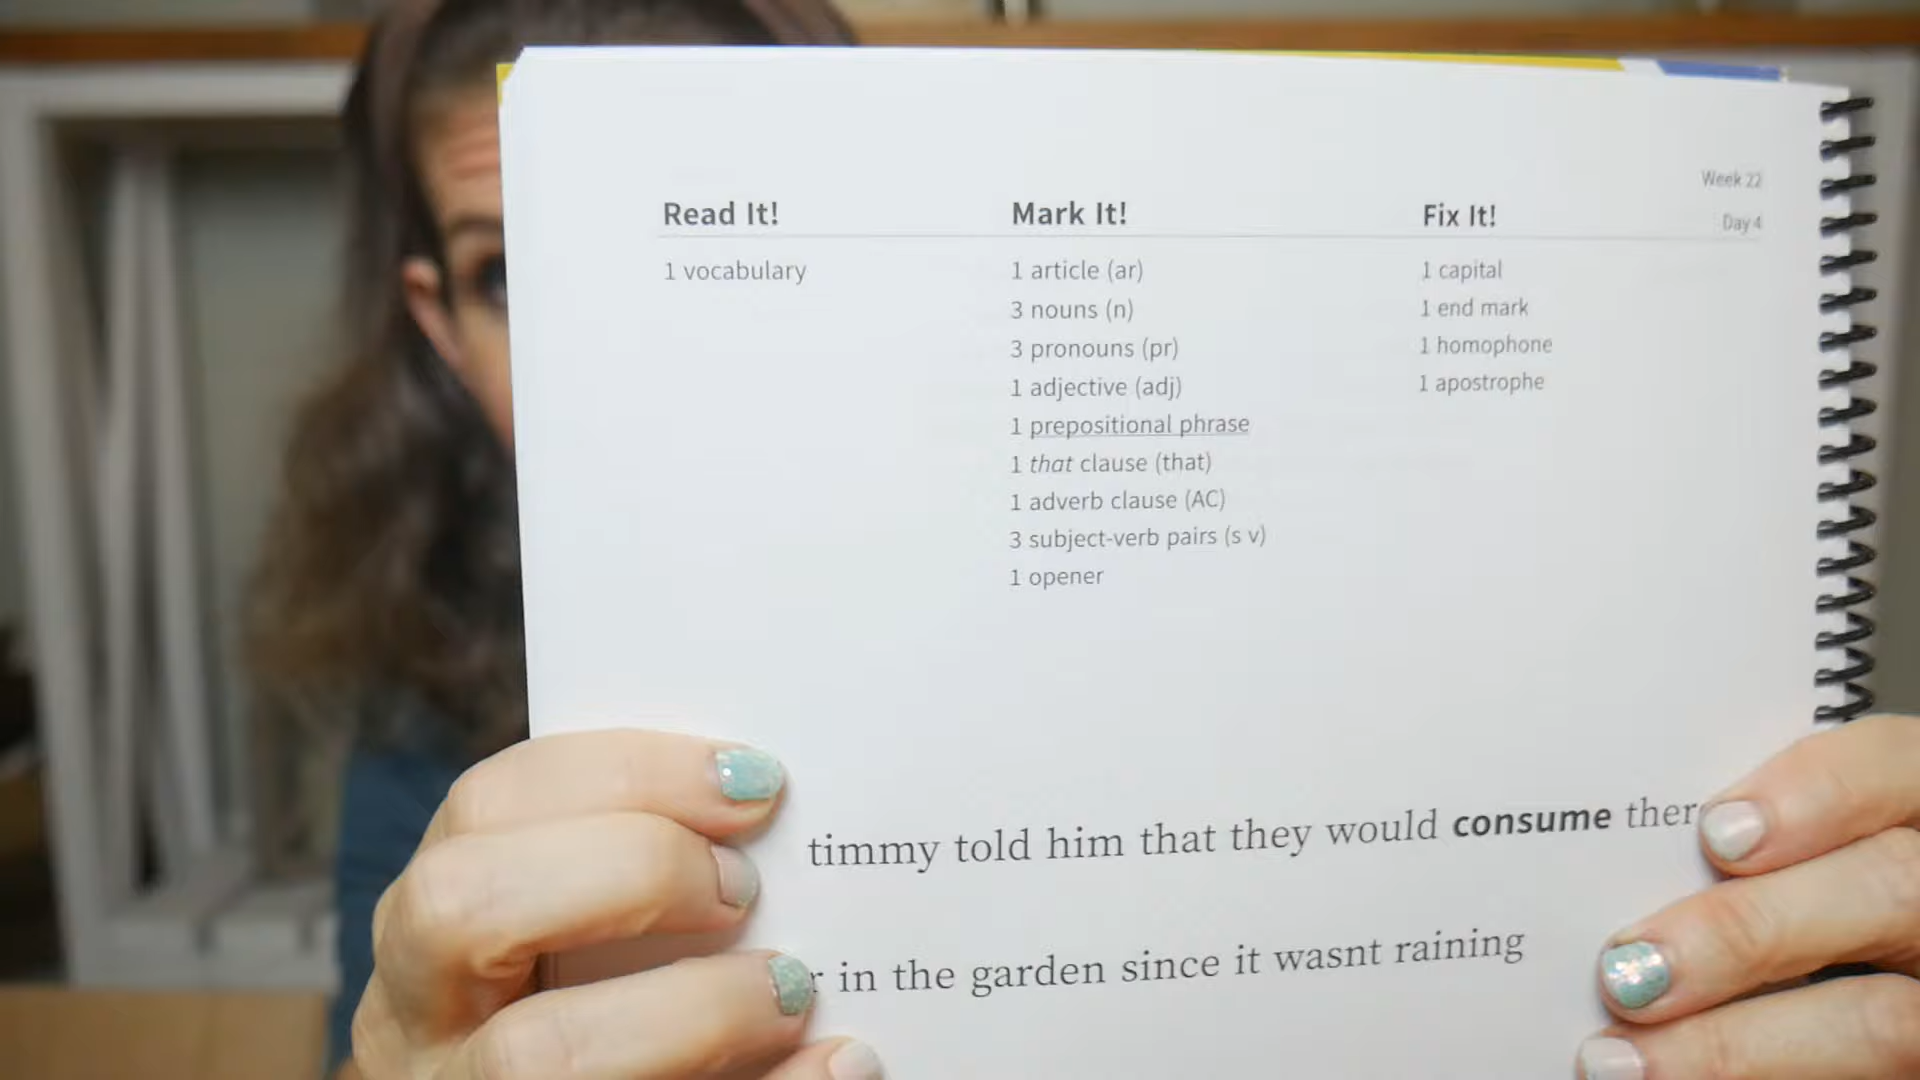 Week 22
Read It! Mark It! Fix It! Day 4
1 vocabulary 1 article (ar) 1 capital
3 nouns (n) 1 end mark
3 pronouns (pr) 1 homophone
1 adjective (adj) 1 apostrophe
1 prepositional phrase
1 that clause (that)
1 adverb clause (AC)
3 subject-verb pairs (s v)
1 opener
timmy told him that they would consume
in the garden since it wasnt raining